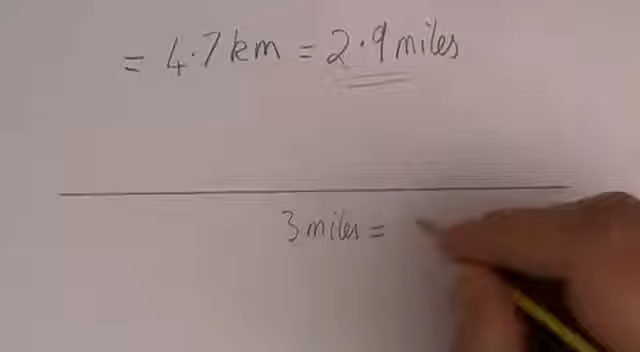 = 4.7 km = 2.9 miles
3 miles =